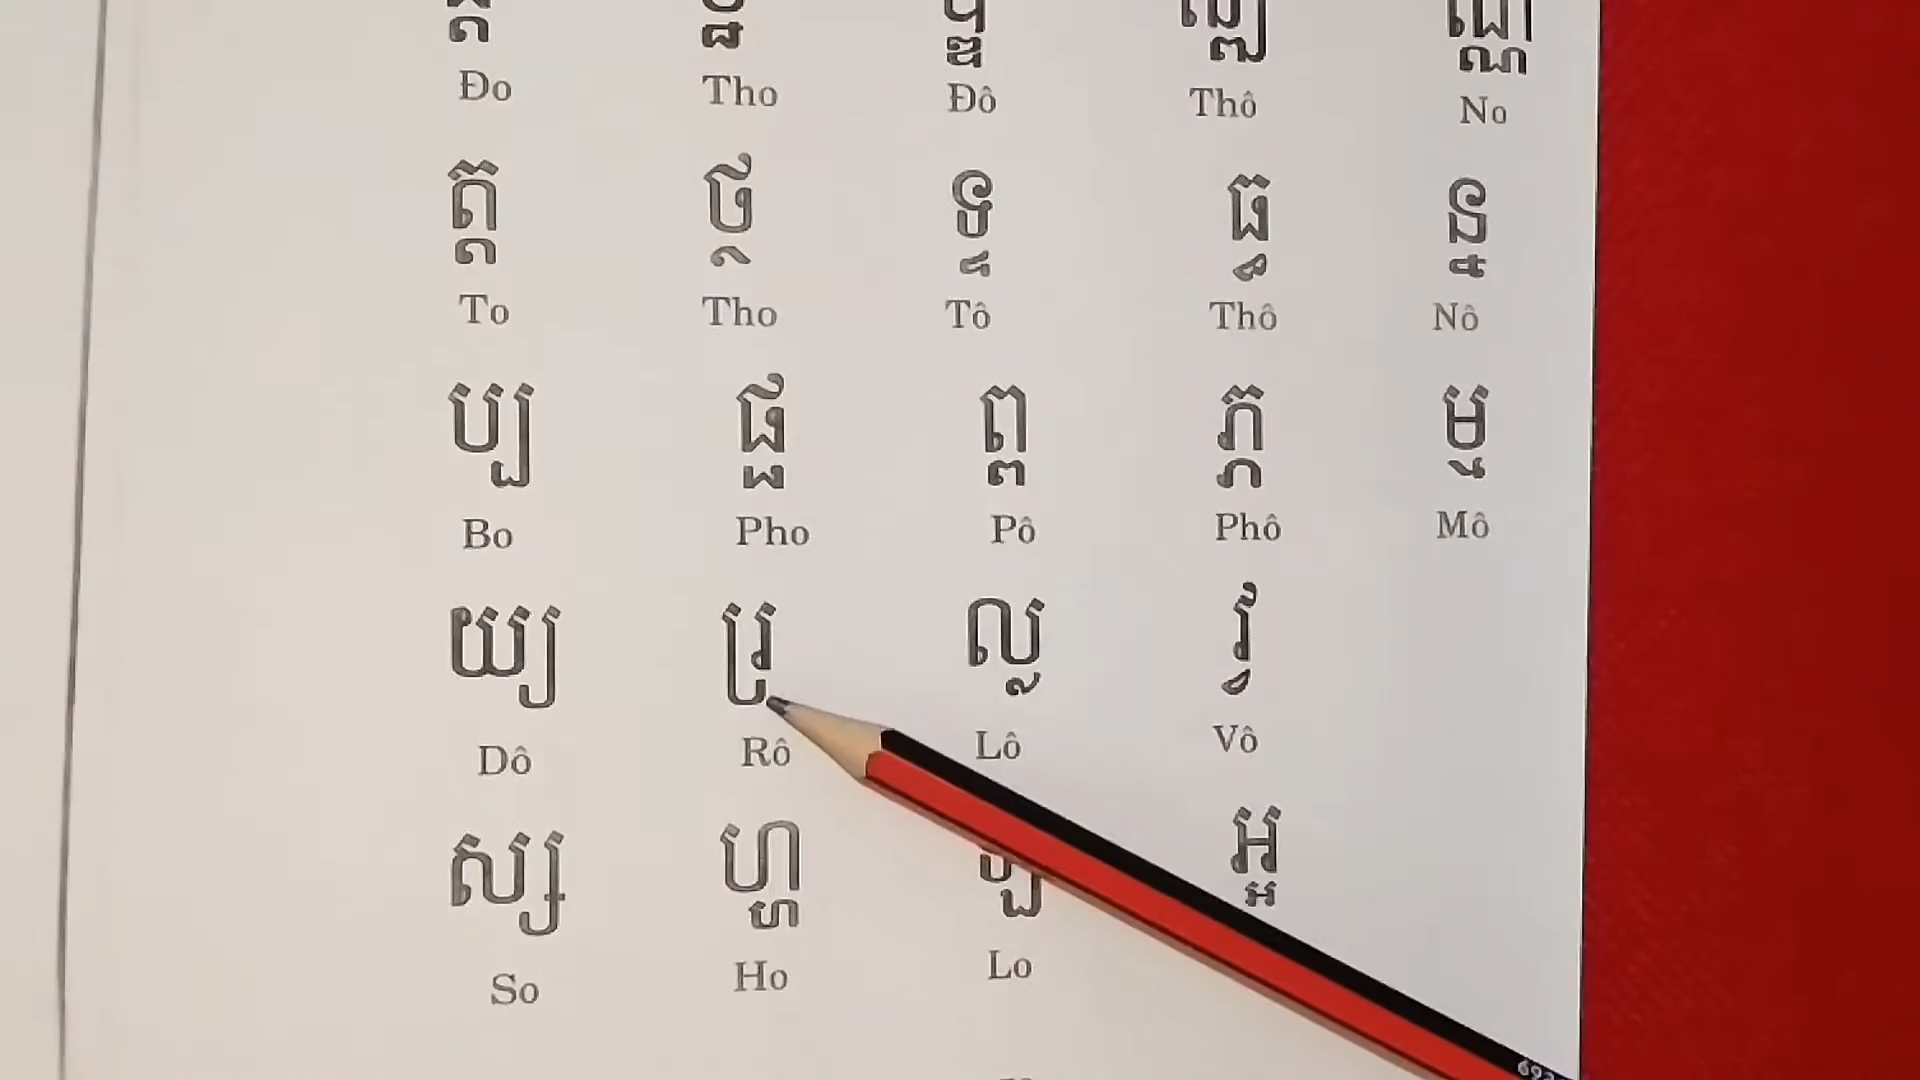 Đo Tho Đô Thô No
ត្ត ថ្ថ ទ្ទ ធ្ធ ន្ន
To Tho Tô Thô Nô
ប្ប ផ្ផ ព្ព ភ្ភ ម្ម
Bo Pho Pô Phô Mô
យ្យ រ្រ ល្ល វ្វ
Dô Rô Lô Vô
ស្ស ហ្ហ អ្អ
So Ho Lo